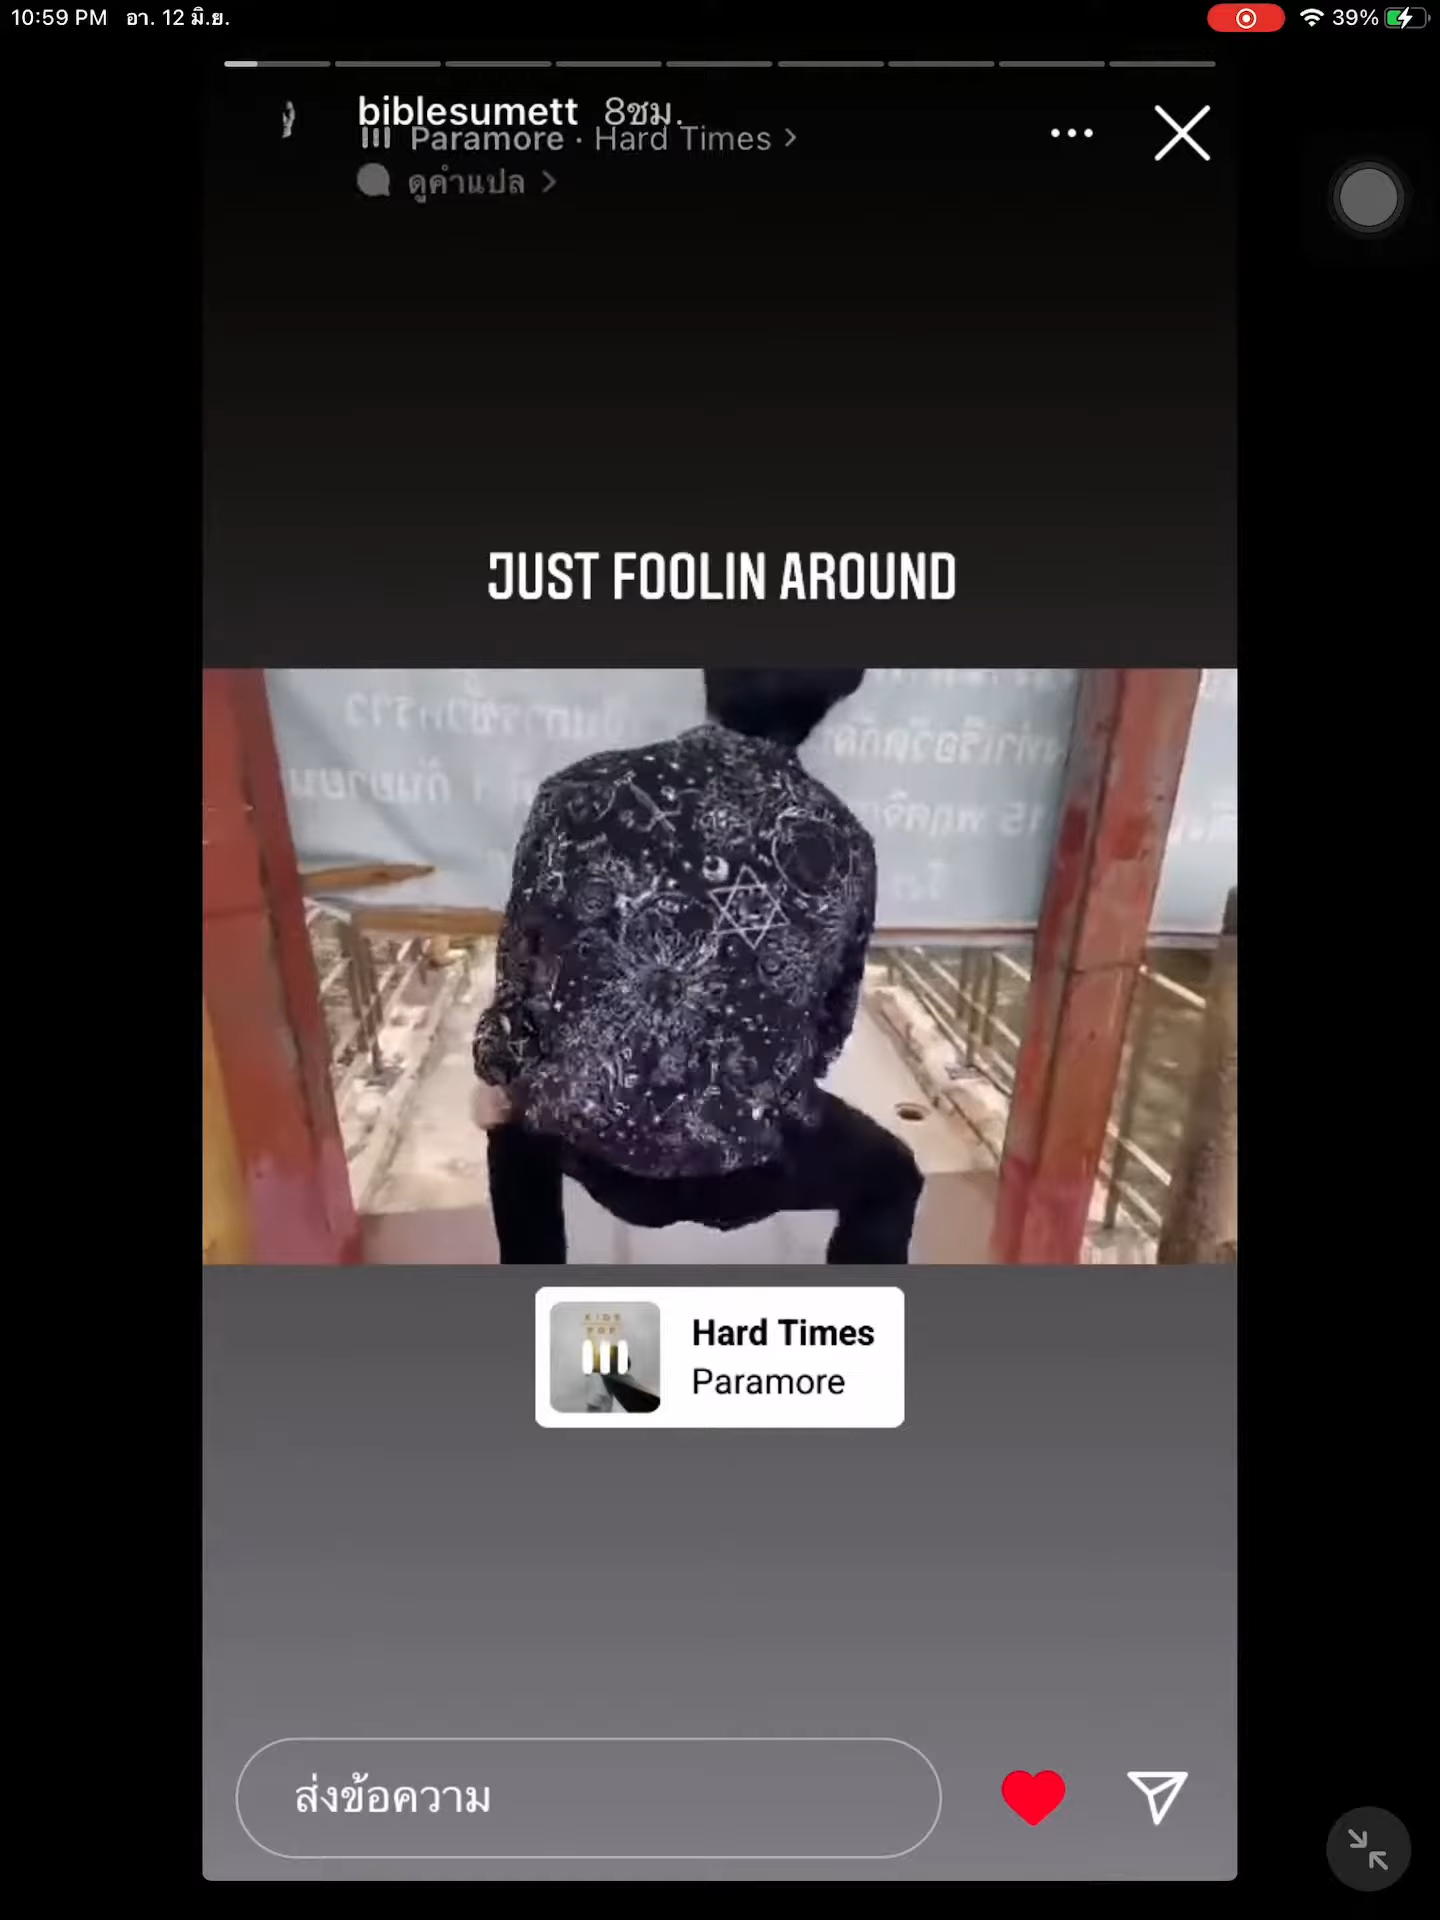 10:59 PM อา. 12 มิ.ย.
39%
biblesumett 8ชม.
Paramore · Hard Times >
ดูคำแปล >
JUST FOOLIN AROUND
Hard Times
Paramore
ส่งข้อความ